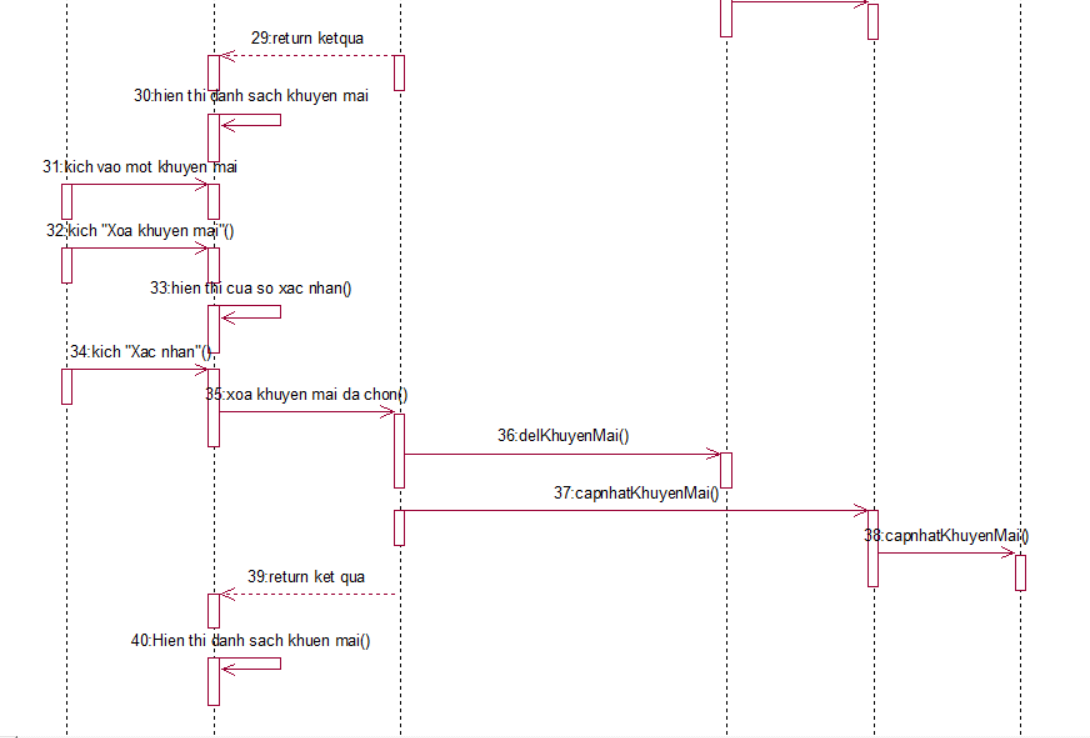 29:return ketqua
30:hien thi danh sach khuyen mai
31:kich vao mot khuyen mai
32:kich "Xoa khuyen mai"()
33:hien thi cua so xac nhan()
34:kich "Xac nhan"()
35:xoa khuyen mai da chon()
36:delKhuyenMai()
37:capnhatKhuyenMai()
38:capnhatKhuyenMai()
39:return ket qua
40:Hien thi danh sach khuen mai()